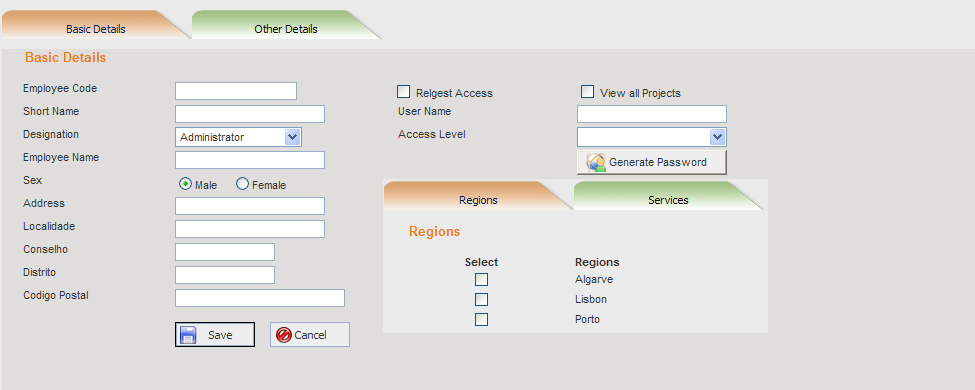 Basic Details
Other Details
Basic Details
Employee Code
Short Name
Designation
Administrator
Employee Name
Sex
Male Female
Address
Localidade
Conselho
Distrito
Codigo Postal
Save Cancel
Relgest Access View all Projects
User Name
Access Level
Generate Password
Regions Services
Regions
Select Regions
Algarve
Lisbon
Porto